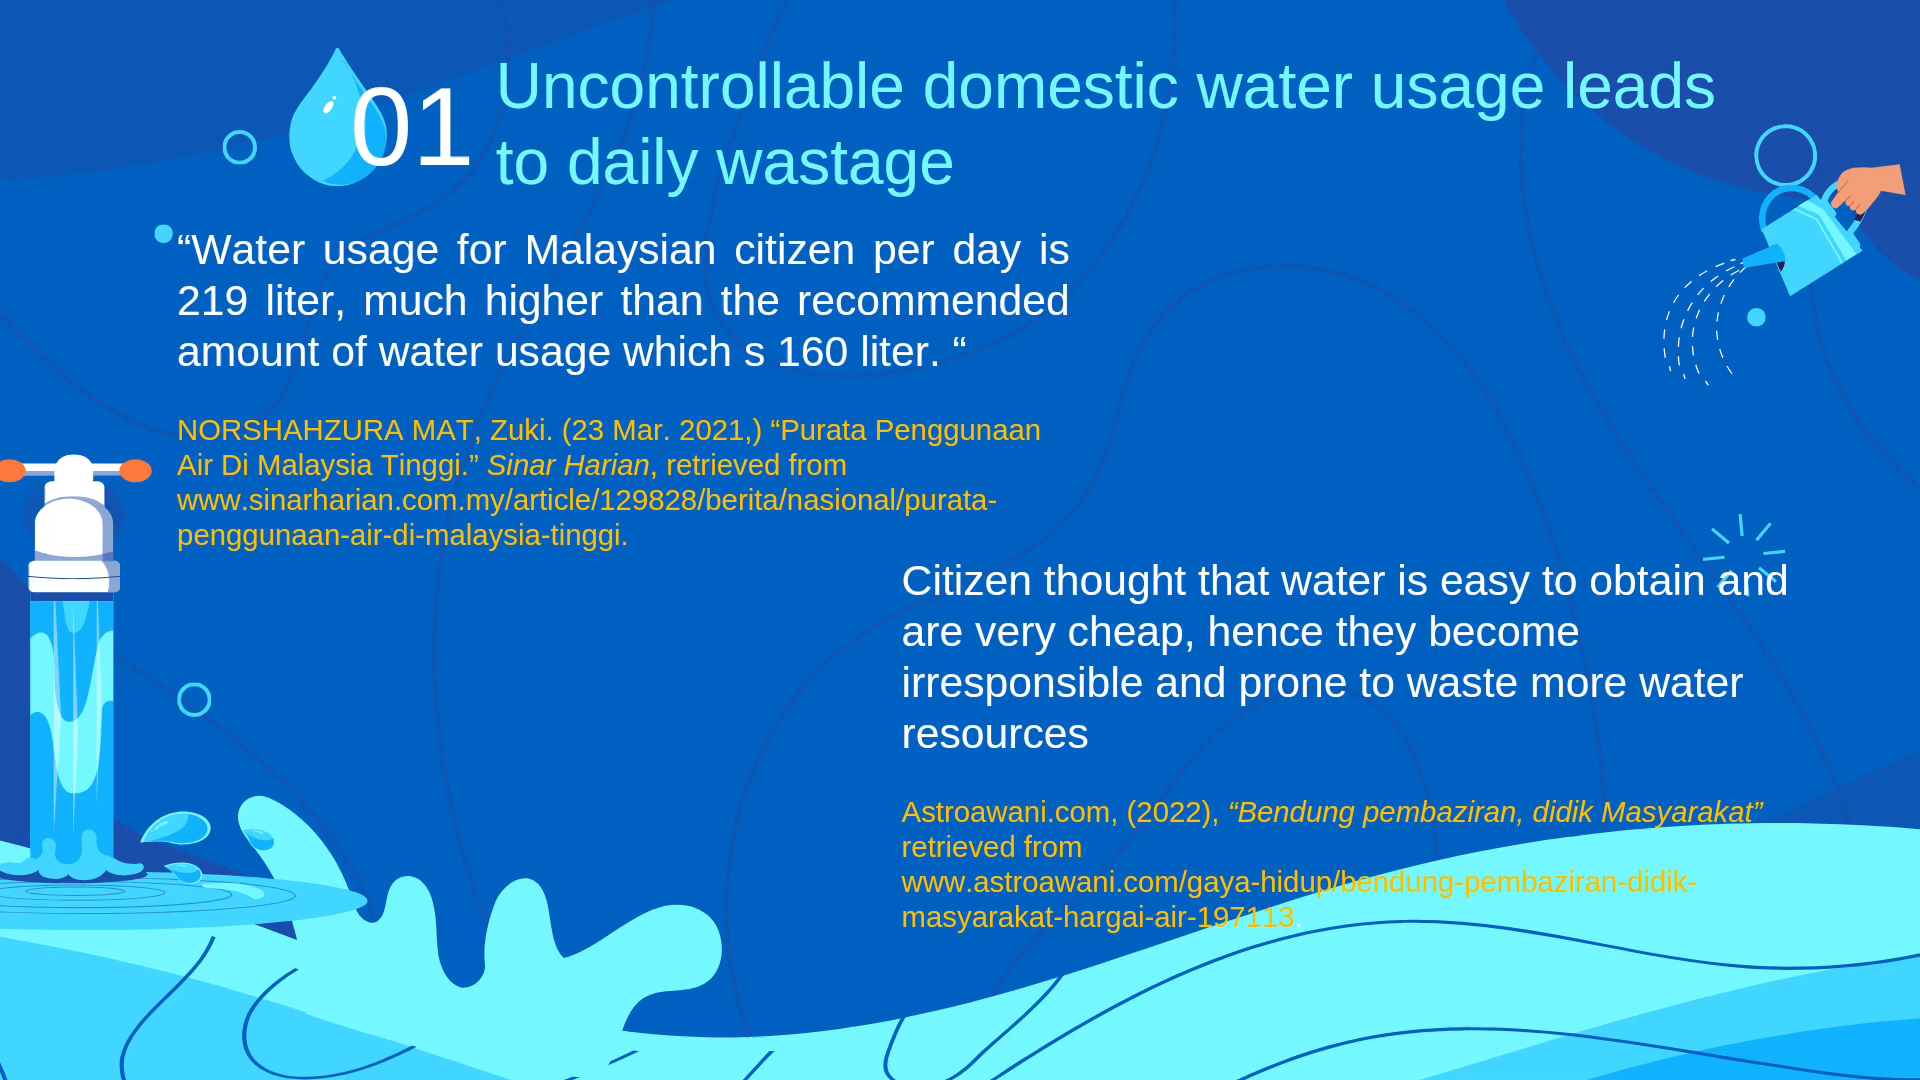 01
Uncontrollable domestic water usage leads
to daily wastage
“Water usage for Malaysian citizen per day is
219 liter, much higher than the recommended
amount of water usage which s 160 liter. “
NORSHAHZURA MAT, Zuki. (23 Mar. 2021,) “Purata Penggunaan
Air Di Malaysia Tinggi.” Sinar Harian, retrieved from
www.sinarharian.com.my/article/129828/berita/nasional/purata-
penggunaan-air-di-malaysia-tinggi.
Citizen thought that water is easy to obtain and
are very cheap, hence they become
irresponsible and prone to waste more water
resources
Astroawani.com, (2022), “Bendung pembaziran, didik Masyarakat”
retrieved from
www.astroawani.com/gaya-hidup/bendung-pembaziran-didik-
masyarakat-hargai-air-197113.